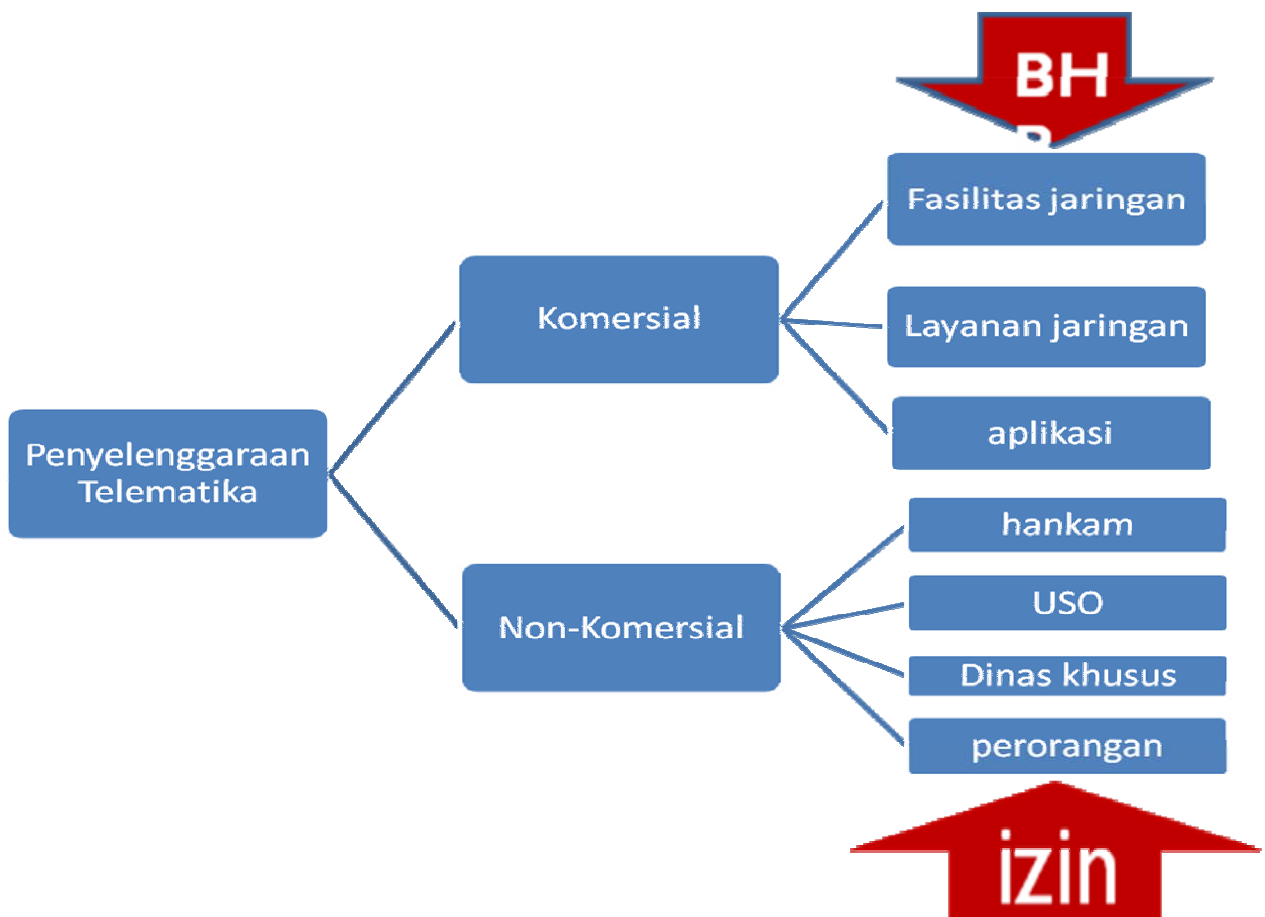 BH
Fasilitas jaringan
Komersial
Layanan jaringan
aplikasi
Penyelenggaraan
Telematika
hankam
USO
Non-Komersial
Dinas khusus
perorangan
izin